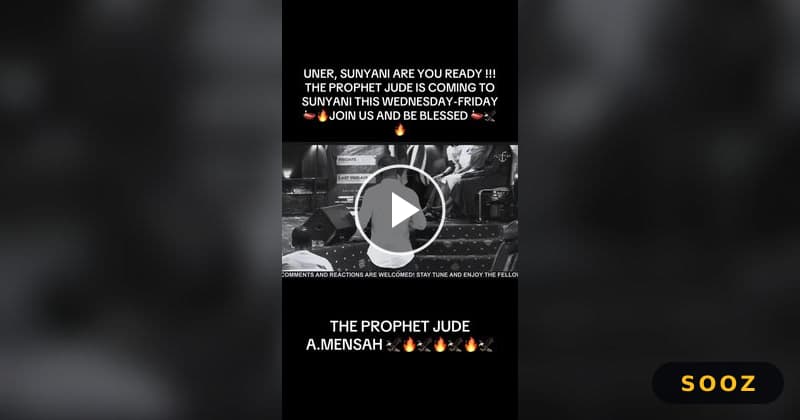 UNER, SUNYANI ARE YOU READY !!!
THE PROPHET JUDE IS COMING TO
SUNYANI THIS WEDNESDAY-FRIDAY
🔥JOIN US AND BE BLESSED
🔥
COMMENTS AND REACTIONS ARE WELCOMED! STAY TUNE AND ENJOY THE FELLO
THE PROPHET JUDE
A.MENSAH 🔥🔥🔥
SOOZ